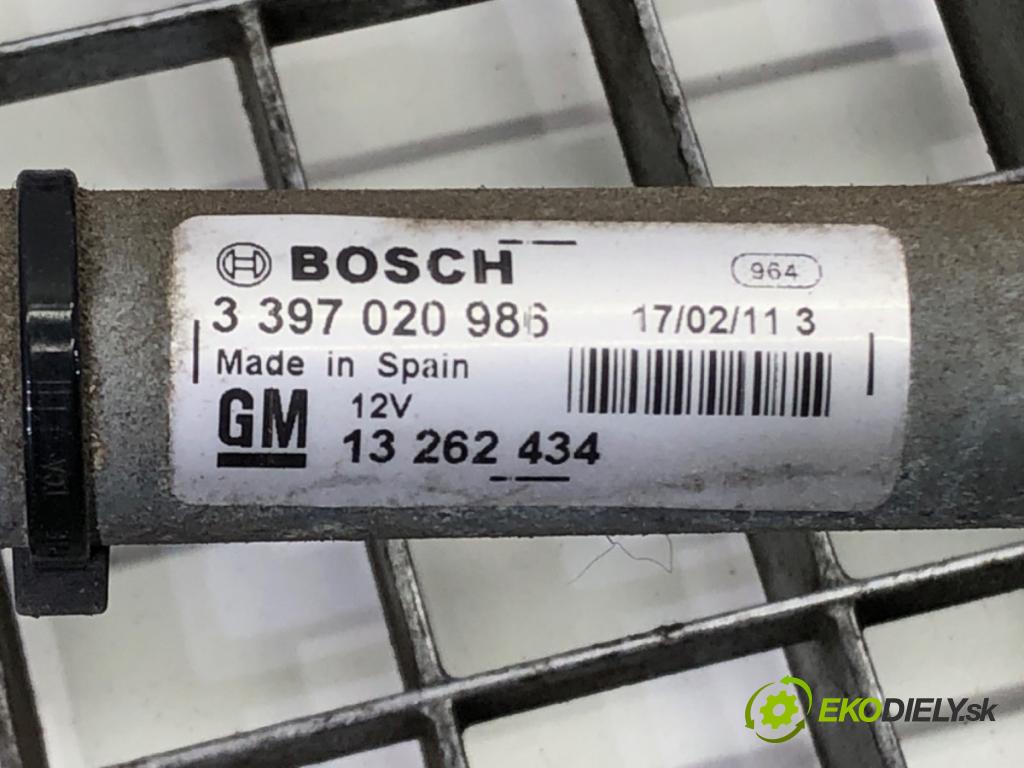 BOSCH
964
3 397 020 986
17/02/11 3
Made in Spain
GM
12V
13 262 434
EKODIELY.sk